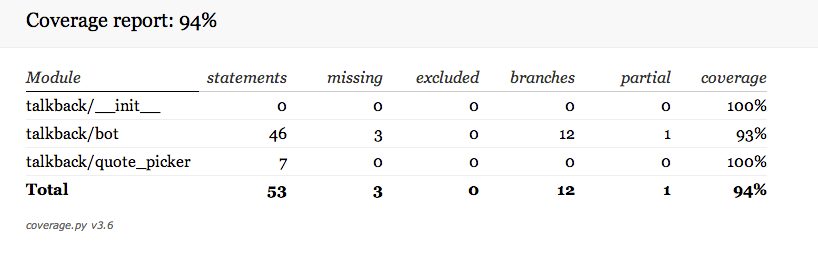 Coverage report: 94%
Module statements missing excluded branches partial coverage
talkback/__init__ 0 0 0 0 0 100%
talkback/bot 46 3 0 12 1 93%
talkback/quote_picker 7 0 0 0 0 100%
Total 53 3 0 12 1 94%
coverage.py v3.6